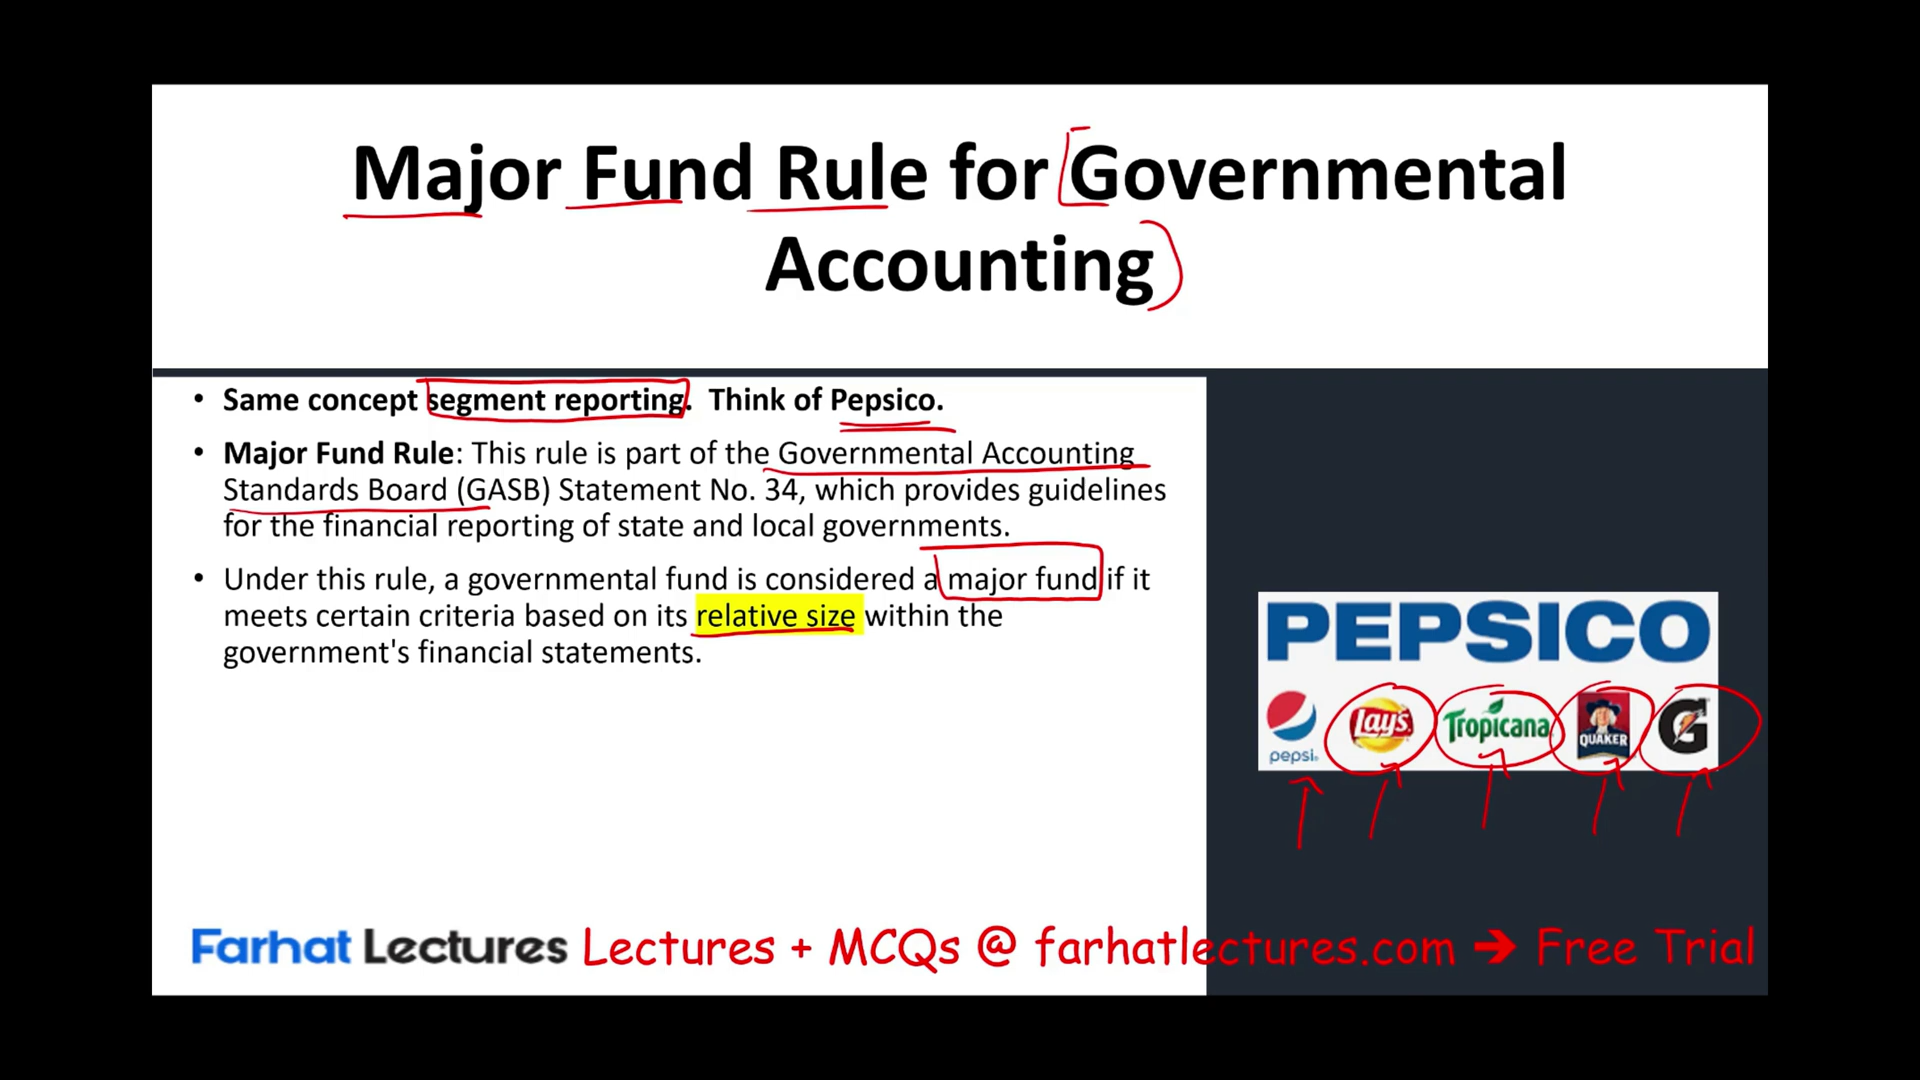 Major Fund Rule for Governmental
Accounting
• Same concept segment reporting. Think of Pepsico.
• Major Fund Rule: This rule is part of the Governmental Accounting
Standards Board (GASB) Statement No. 34, which provides guidelines
for the financial reporting of state and local governments.
• Under this rule, a governmental fund is considered a major fund if it
meets certain criteria based on its relative size within the
government's financial statements.
PEPSICO
pepsi. Lay's Tropicana QUAKER G
Farhat Lectures Lectures + MCQs @ farhatlectures.com ➔ Free Trial